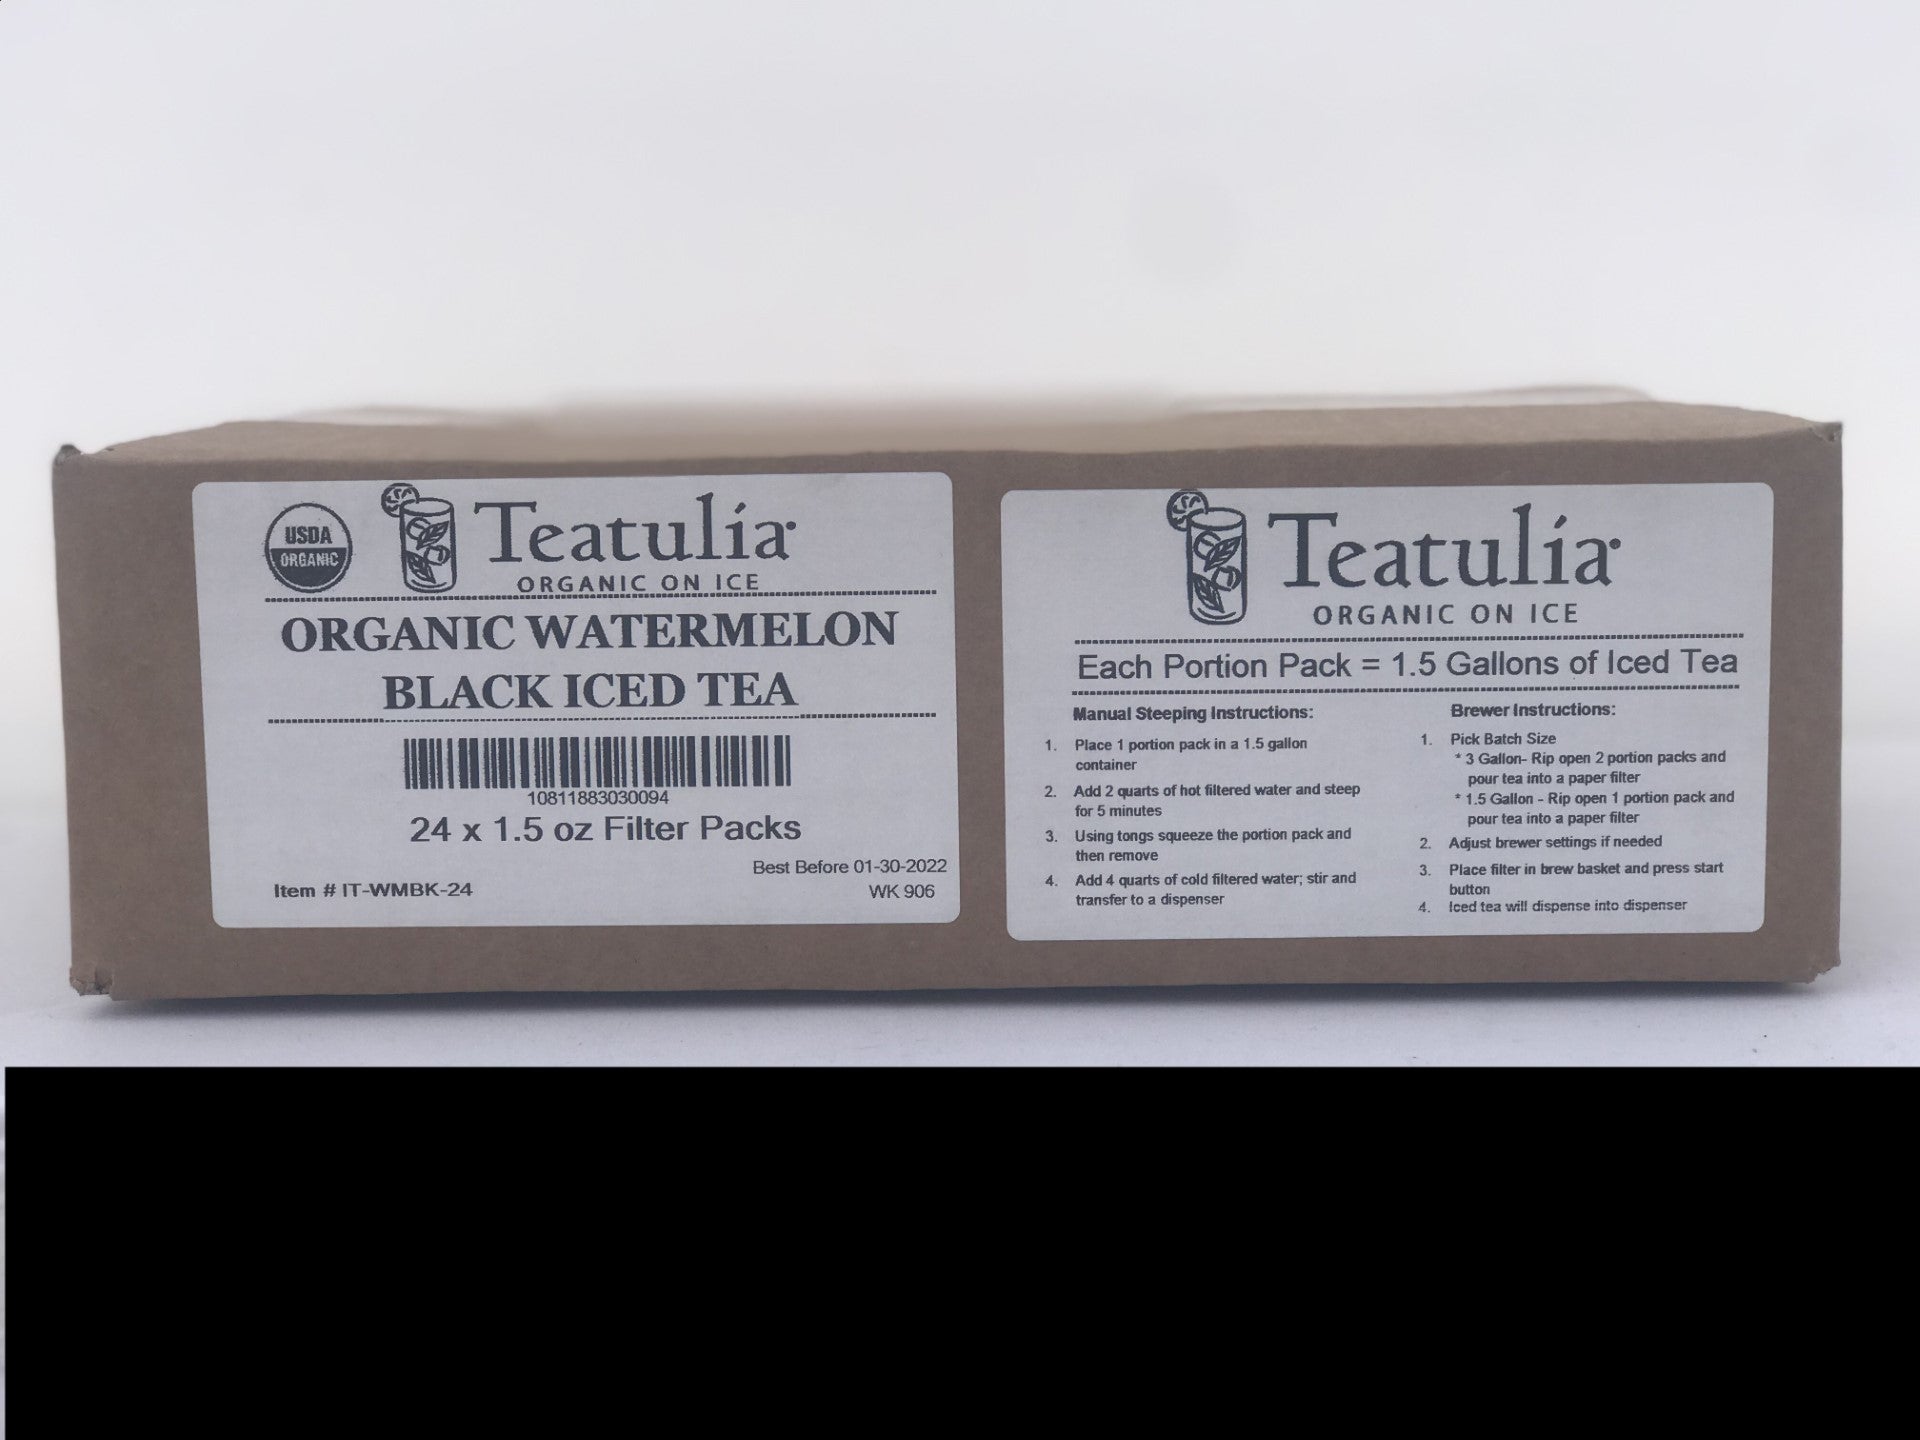 USDA
ORGANIC
Teatulia
ORGANIC ON ICE
ORGANIC WATERMELON
BLACK ICED TEA
10811883030094
24 x 1.5 oz Filter Packs
Best Before 01-30-2022
Item # IT-WMBK-24
WK 906
Teatulia
ORGANIC ON ICE
Each Portion Pack = 1.5 Gallons of Iced Tea
Manual Steeping Instructions:
1. Place 1 portion pack in a 1.5 gallon
container
2. Add 2 quarts of hot filtered water and steep
for 5 minutes
3. Using tongs squeeze the portion pack and
then remove
4. Add 4 quarts of cold filtered water; stir and
transfer to a dispenser
Brewer Instructions:
1. Pick Batch Size
* 3 Gallon- Rip open 2 portion packs and
pour tea into a paper filter
* 1.5 Gallon - Rip open 1 portion pack and
pour tea into a paper filter
2. Adjust brewer settings if needed
3. Place filter in brew basket and press start
button
4. Iced tea will dispense into dispenser